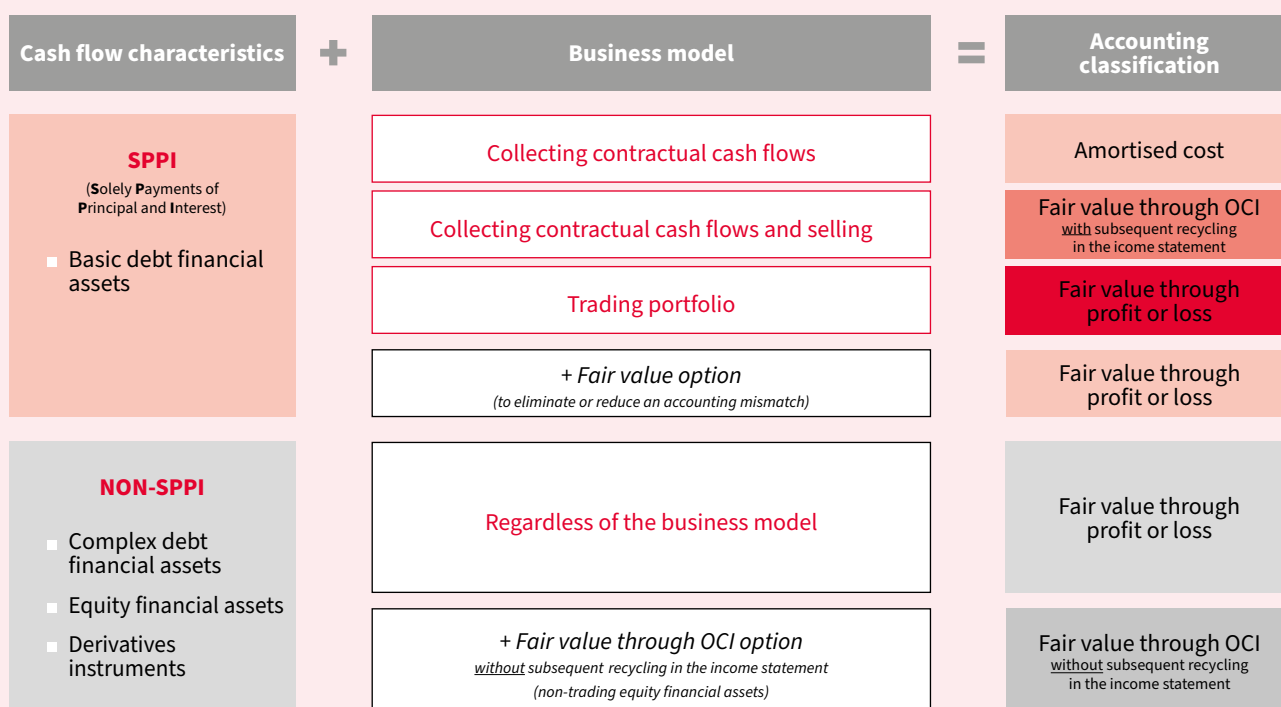 Cash flow characteristics
+
Business model
=
Accounting
classification
SPPI
(Solely Payments of
Principal and Interest)
Basic debt financial
assets
Collecting contractual cash flows
Amortised cost
Collecting contractual cash flows and selling
Fair value through OCI
with subsequent recycling
in the icome statement
Trading portfolio
Fair value through
profit or loss
+ Fair value option
(to eliminate or reduce an accounting mismatch)
Fair value through
profit or loss
NON-SPPI
Complex debt
financial assets
Equity financial assets
Derivatives
instruments
Regardless of the business model
Fair value through
profit or loss
+ Fair value through OCI option
without subsequent recycling in the income statement
(non-trading equity financial assets)
Fair value through OCI
without subsequent recycling
in the income statement